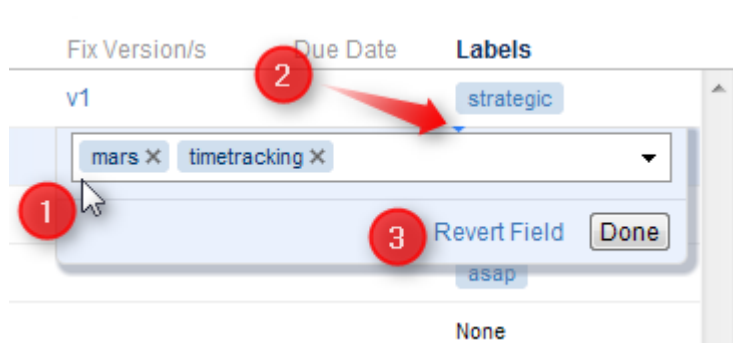 Fix Version/s Due Date Labels
2
v1 strategic
mars × timetracking ×
1
3 Revert Field Done
asap
None